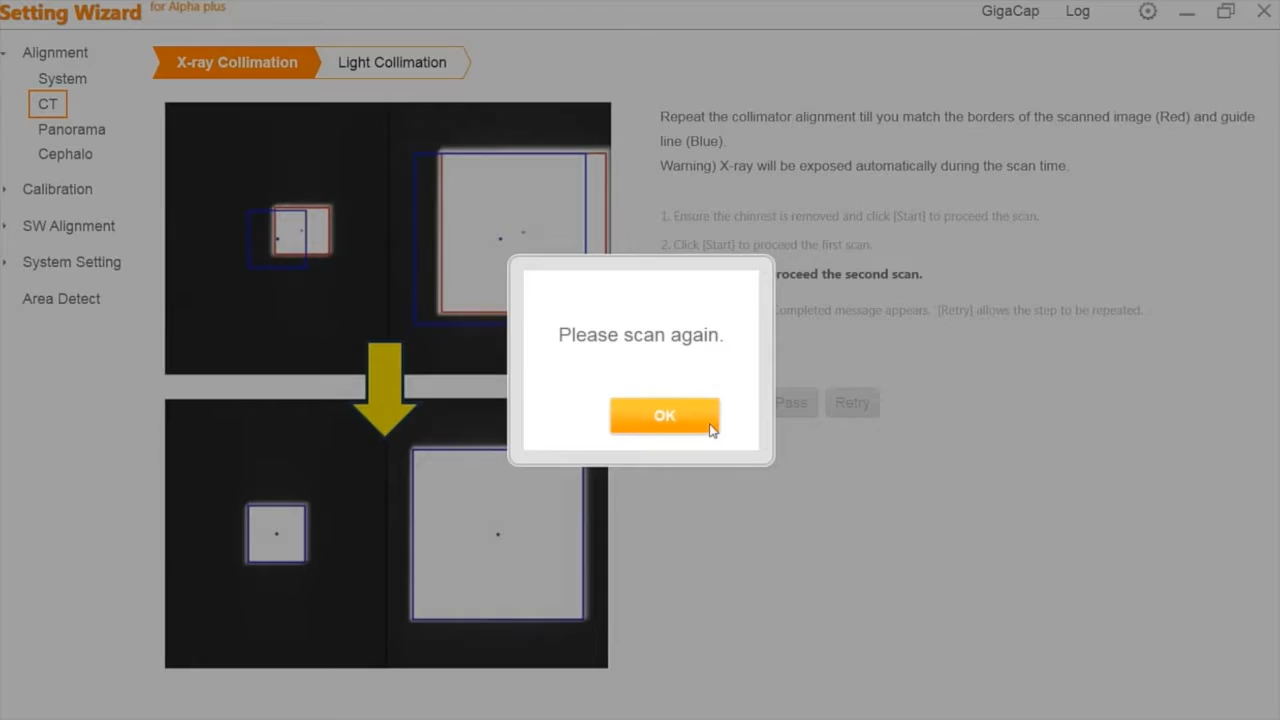 Setting Wizard for Alpha plus
GigaCap Log
Alignment
System
CT
Panorama
Cephalo
Calibration
SW Alignment
System Setting
Area Detect
X-ray Collimation Light Collimation
Repeat the collimator alignment till you match the borders of the scanned image (Red) and guide
line (Blue).
Warning) X-ray will be exposed automatically during the scan time.
1. Ensure the chinrest is removed and click [Start] to proceed the scan.
2. Click [Start] to proceed the first scan.
roceed the second scan.
ompleted message appears. [Retry] allows the step to be repeated.
Pass Retry
Please scan again.
OK